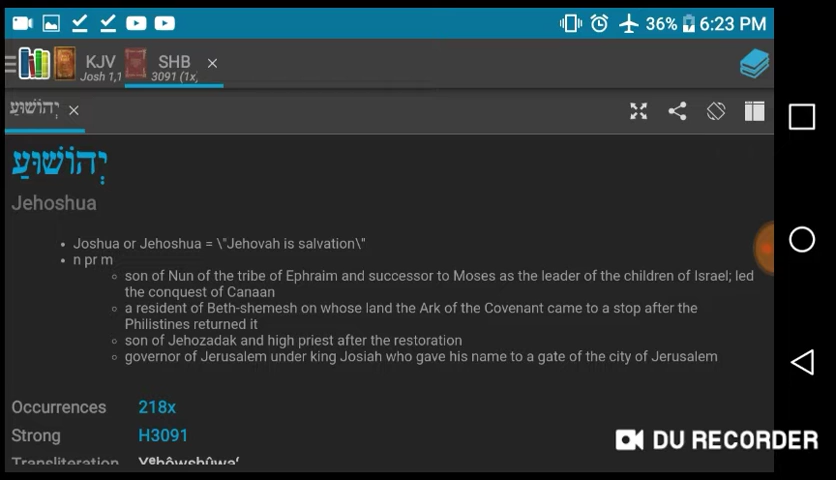 36% 6:23 PM
KJV
Josh 1,1
SHB
3091 (1x,
יְהוֹשׁוּעַ
יְהוֹשׁוּעַ
Jehoshua
• Joshua or Jehoshua = \"Jehovah is salvation\"
• n pr m
◦ son of Nun of the tribe of Ephraim and successor to Moses as the leader of the children of Israel; led
the conquest of Canaan
◦ a resident of Beth-shemesh on whose land the Ark of the Covenant came to a stop after the
Philistines returned it
◦ son of Jehozadak and high priest after the restoration
◦ governor of Jerusalem under king Josiah who gave his name to a gate of the city of Jerusalem
Occurrences 218x
Strong H3091
Transliteration Yᵉhôwshûwaʻ
DU RECORDER